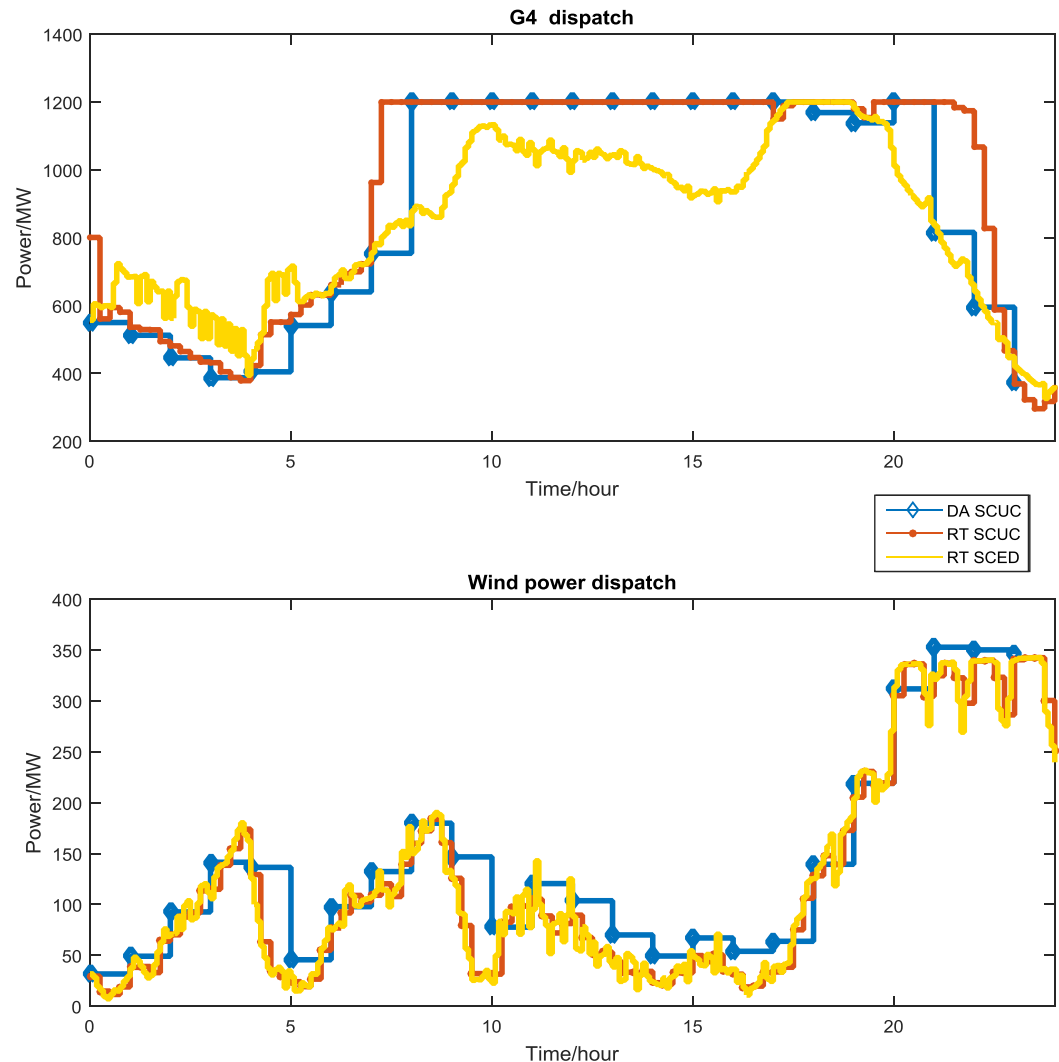 G4 dispatch
1400
1200
1000
800
600
400
200
Power/MW
0 5 10 15 20
Time/hour
DA SCUC
RT SCUC
RT SCED
Wind power dispatch
400
350
300
250
200
150
100
50
0
Power/MW
0 5 10 15 20
Time/hour